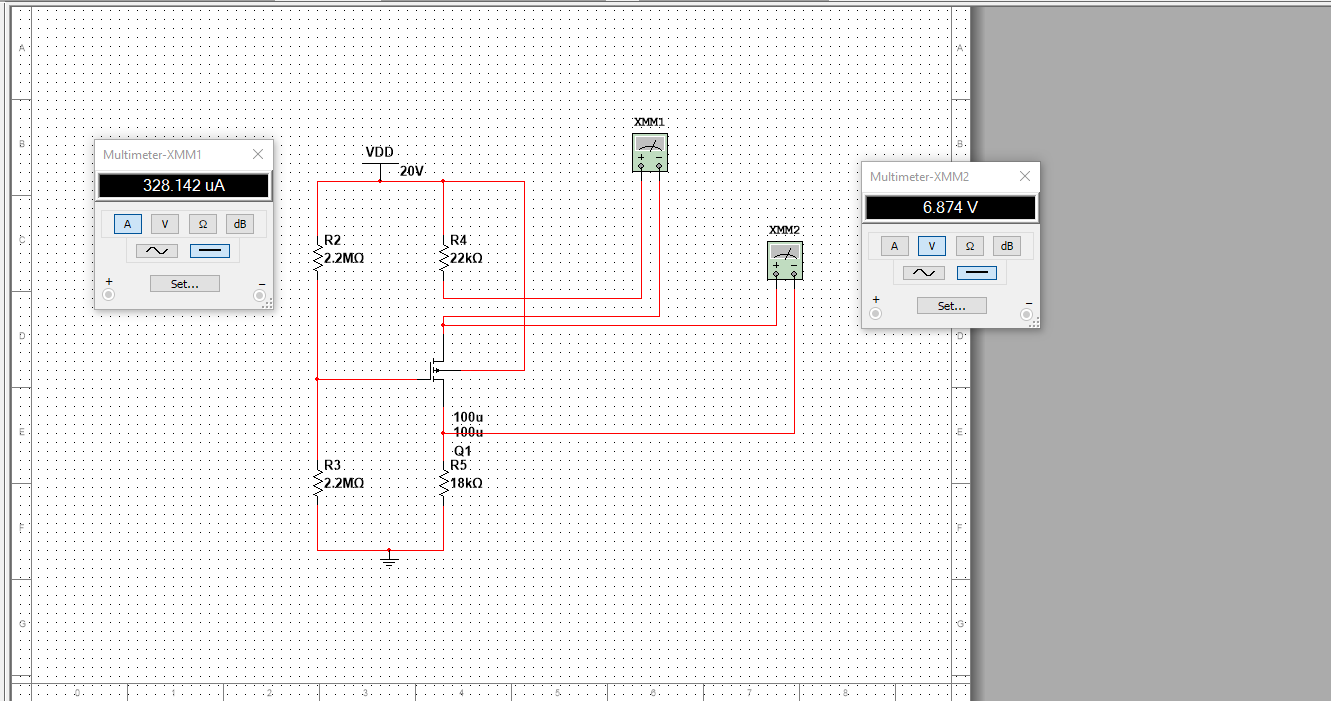 XMM1
A
A
B
B
VDD
20V
Multimeter-XMM1
328.142 uA
A V Ω dB
Set...
+ –
Multimeter-XMM2
6.874 V
A V Ω dB
Set...
+ –
XMM2
+ –
+ –
C
R2
2.2MΩ
R4
22kΩ
D
D
E
E
100u
100u
Q1
R3
2.2MΩ
R5
18kΩ
F
F
G
G
0 1 2 3 4 5 6 7 8